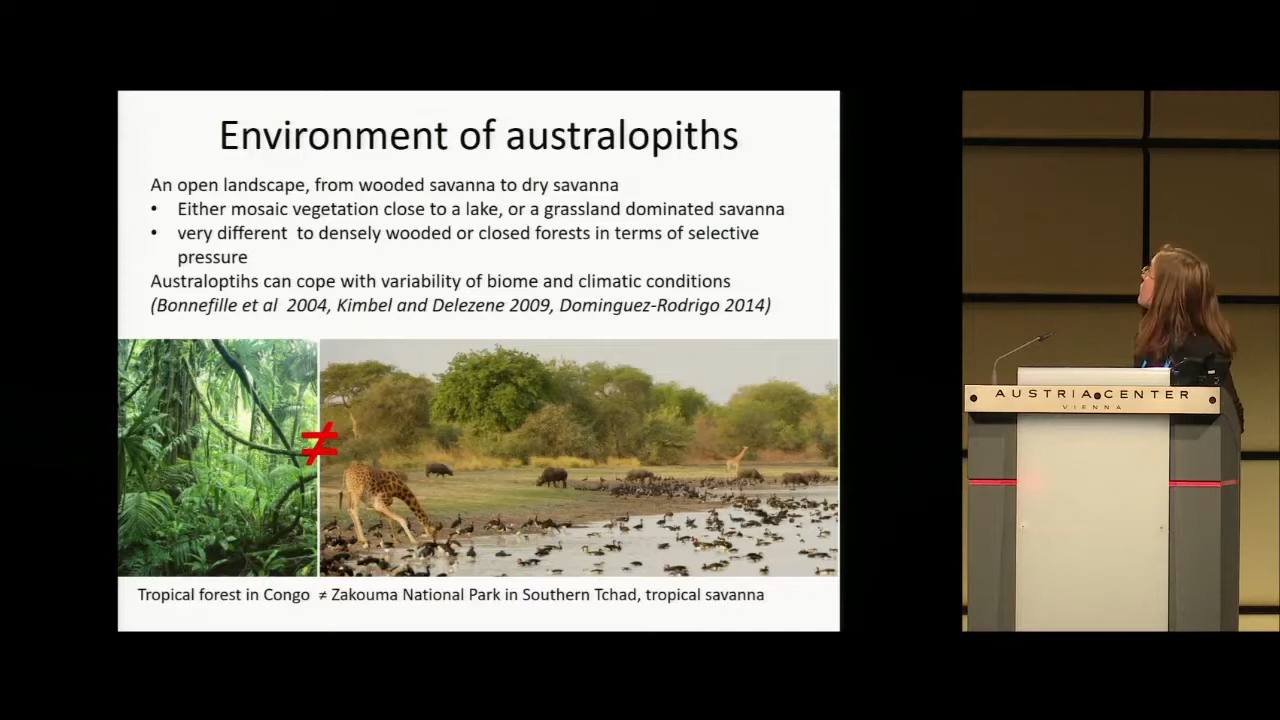 Environment of australopiths
An open landscape, from wooded savanna to dry savanna
• Either mosaic vegetation close to a lake, or a grassland dominated savanna
• very different to densely wooded or closed forests in terms of selective
pressure
Australoptihs can cope with variability of biome and climatic conditions
(Bonnefille et al 2004, Kimbel and Delezene 2009, Dominguez-Rodrigo 2014)
≠
Tropical forest in Congo ≠ Zakouma National Park in Southern Tchad, tropical savanna
AUSTRIA CENTER
VIENNA